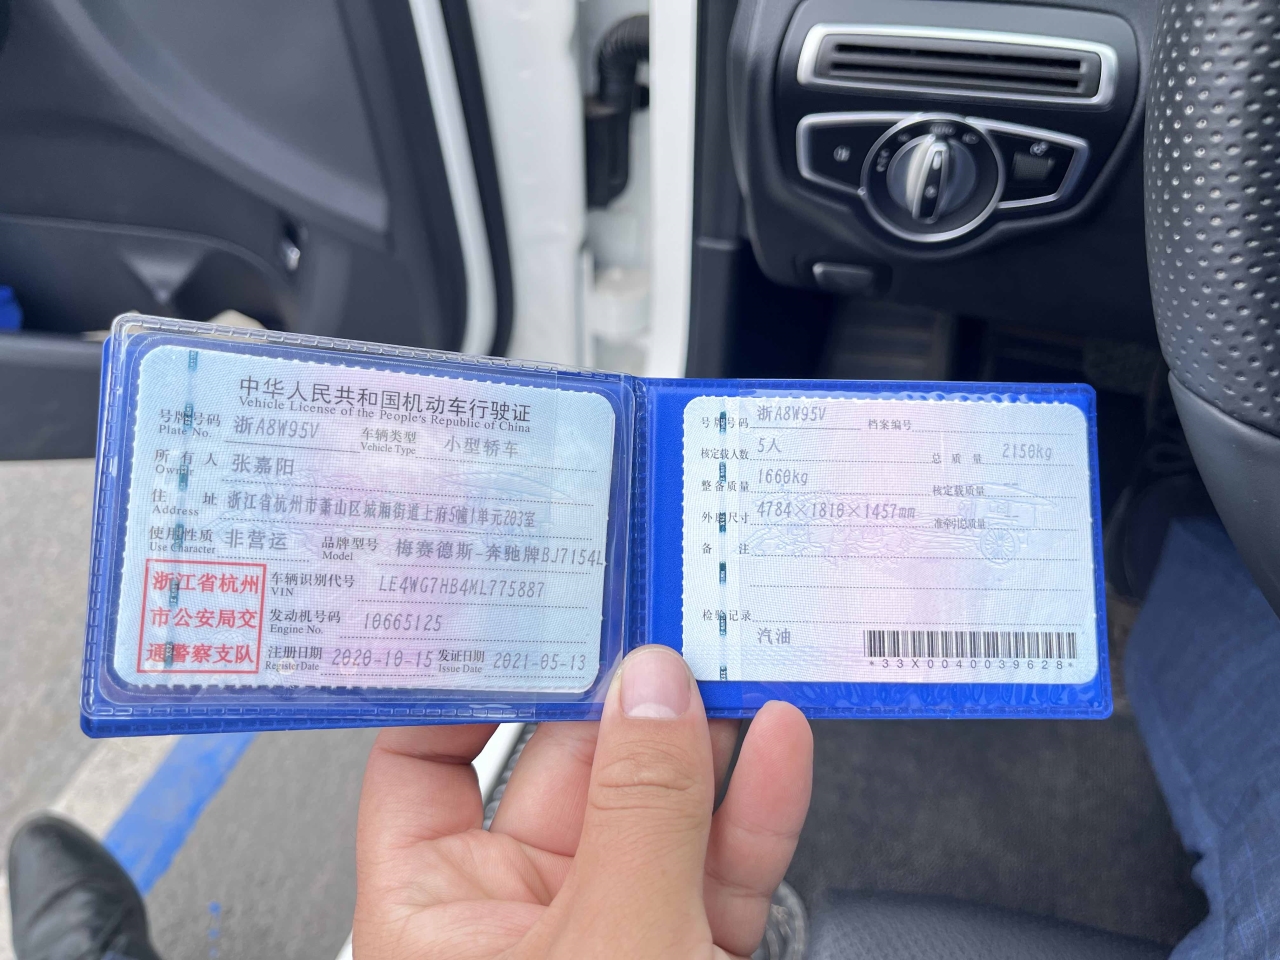 中华人民共和国机动车行驶证
Vehicle License of the People's Republic of China
号牌号码 浙A8W95V 车辆类型 小型轿车
Plate No. Vehicle Type
所有人 张嘉阳
Owner
住址 浙江省杭州市萧山区城厢街道上府5幢1单元203室
Address
使用性质 非营运 品牌型号 梅赛德斯-奔驰牌BJ7154L
Use Character Model
浙江省杭州
市公安局交
通警察支队
车辆识别代号 LE4WG7HB4ML775887
VIN
发动机号码 10665125
Engine No.
注册日期 2020-10-15 发证日期 2021-05-13
Register Date Issue Date
号牌号码 浙A8W95V 档案编号
核定载人数 5人 总质量 2150kg
整备质量 1660kg 核定载质量
外廓尺寸 4784×1810×1457mm 准牵引总质量
备注
检验记录
汽油
*33X0040039628*